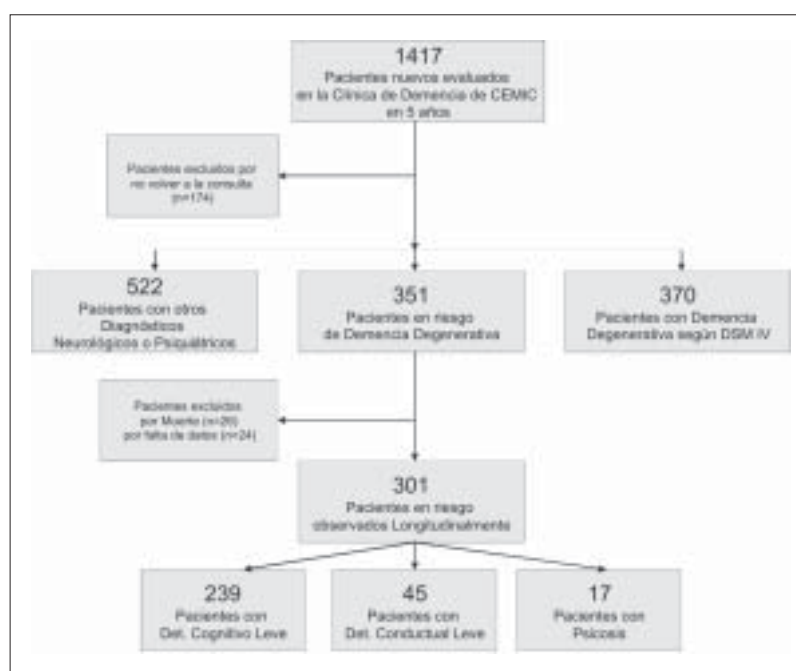 1417
Pacientes nuevos evaluados
en la Clínica de Demencia de CEMIC
en 5 años
Pacientes excluidos por
no volver a la consulta
(n=174)
522
Pacientes con otros
Diagnósticos
Neurológicos o Psiquiátricos
351
Pacientes en riesgo
de Demencia Degenerativa
370
Pacientes con Demencia
Degenerativa según DSM IV
Pacientes excluidos
por Muerte (n=26)
por falta de datos (n=24)
301
Pacientes en riesgo
observados Longitudinalmente
239
Pacientes con
Det. Cognitivo Leve
45
Pacientes con
Det. Conductual Leve
17
Pacientes con
Psicosis